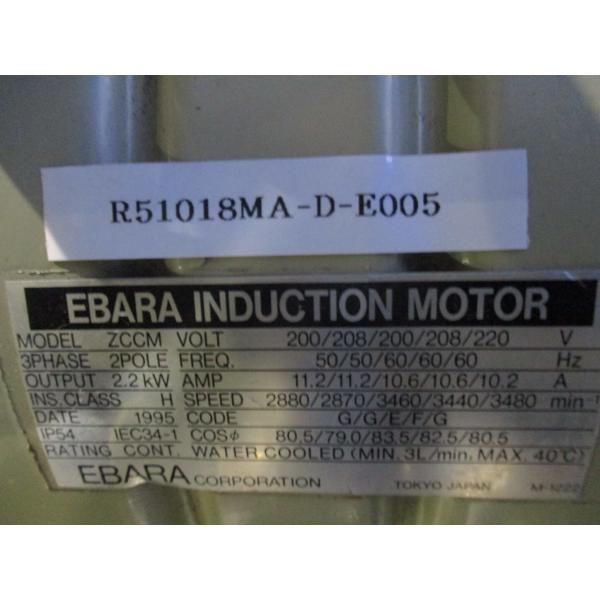 R51018MA-D-E005
EBARA INDUCTION MOTOR
MODEL ZCCM VOLT 200/208/200/208/220 V
3PHASE 2POLE FREQ. 50/50/60/60/60 Hz
OUTPUT 2.2kW AMP 11.2/11.2/10.6/10.6/10.2 A
INS.CLASS H SPEED 2880/2870/3460/3440/3480 min⁻¹
DATE 1995 CODE G/G/E/F/G
IP54 IEC34-1 COSφ 80.5/79.0/83.5/82.5/80.5
RATING CONT. WATER COOLED (MIN. 3L/min, MAX. 40℃)
EBARA CORPORATION TOKYO JAPAN M-1222